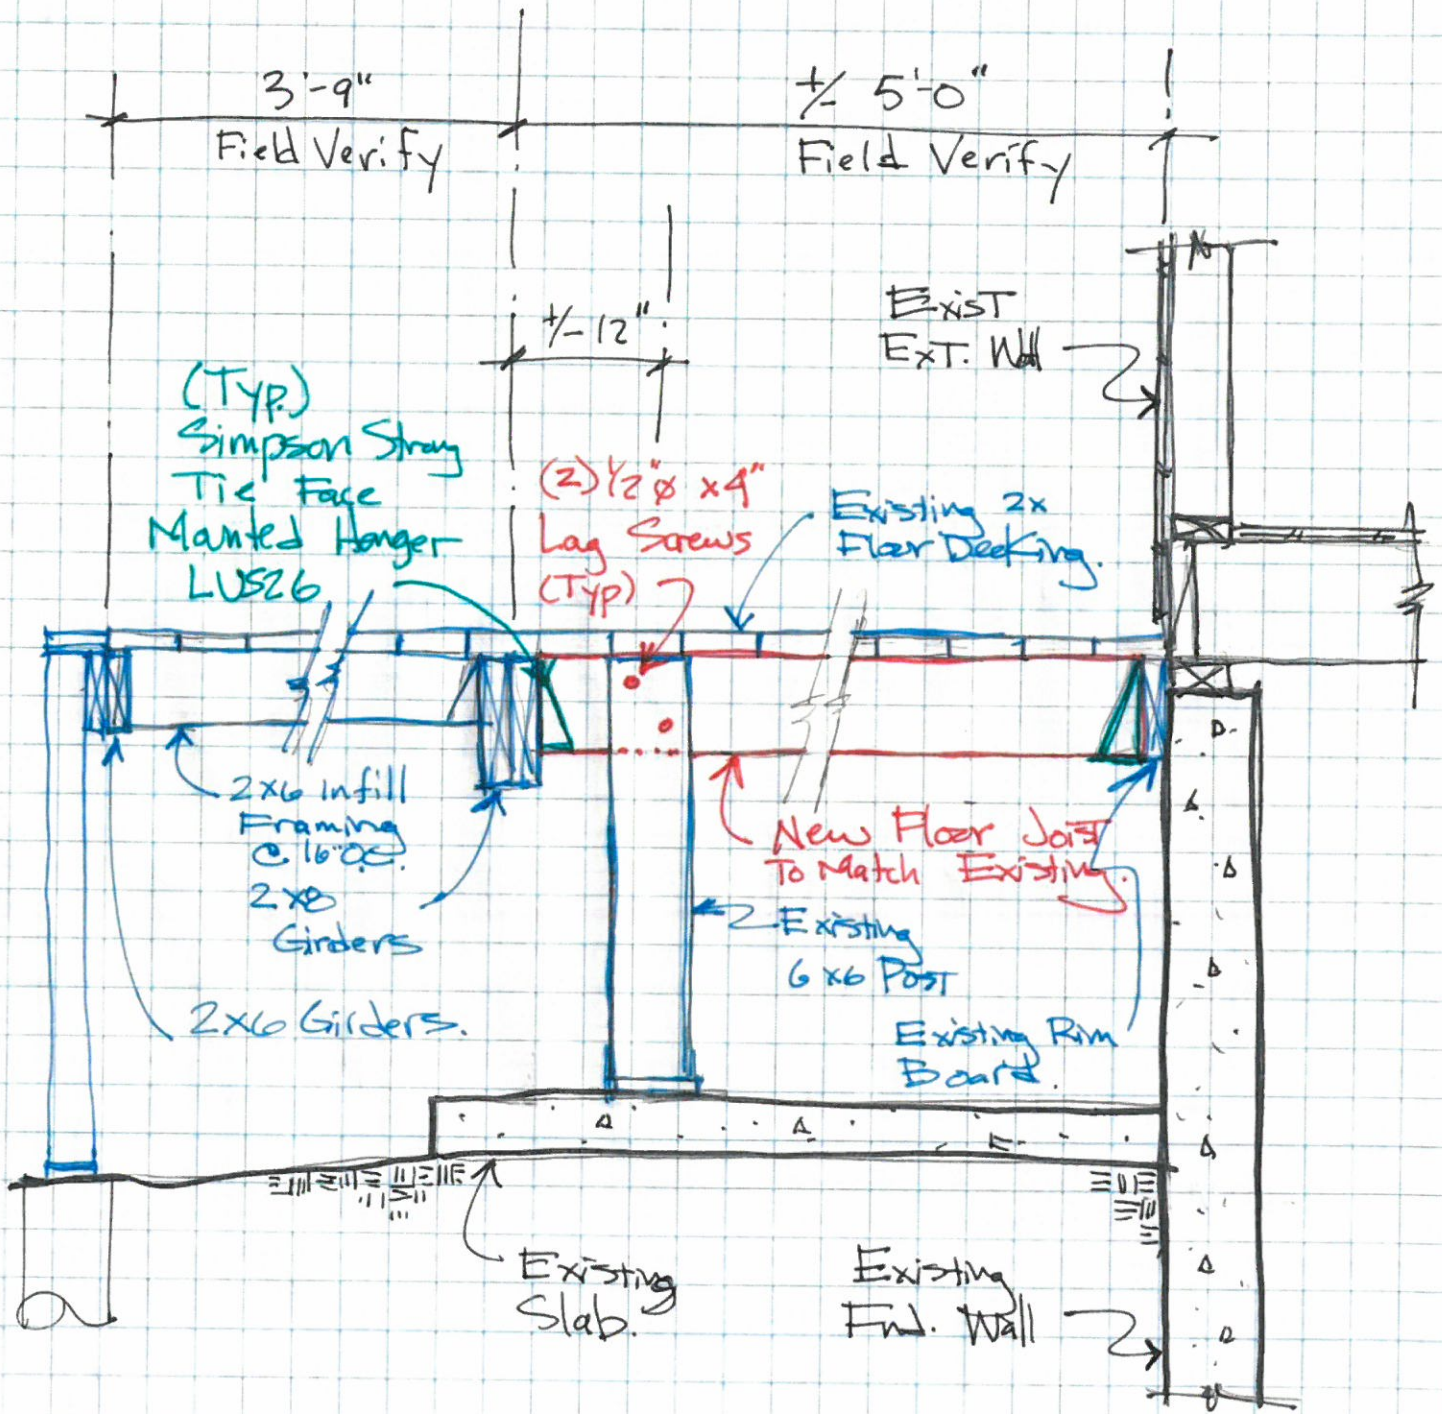 3'-9"
Field Verify
+/- 5'-0"
Field Verify
+/- 12"
Exist
Ext. Wall
(Typ.)
Simpson Strong
Tie Face
Mounted Hanger
LUS26
(2) 1/2"ø x4"
Lag Screws
(Typ)
Existing 2x
Floor Decking.
2x6 Infill
Framing
@ 16" O.C.
2x8
Girders
2x6 Girders.
New Floor Joist
To Match Existing.
Existing
6x6 Post
Existing Rim
Board.
Existing
Slab.
Existing
Fnd. Wall